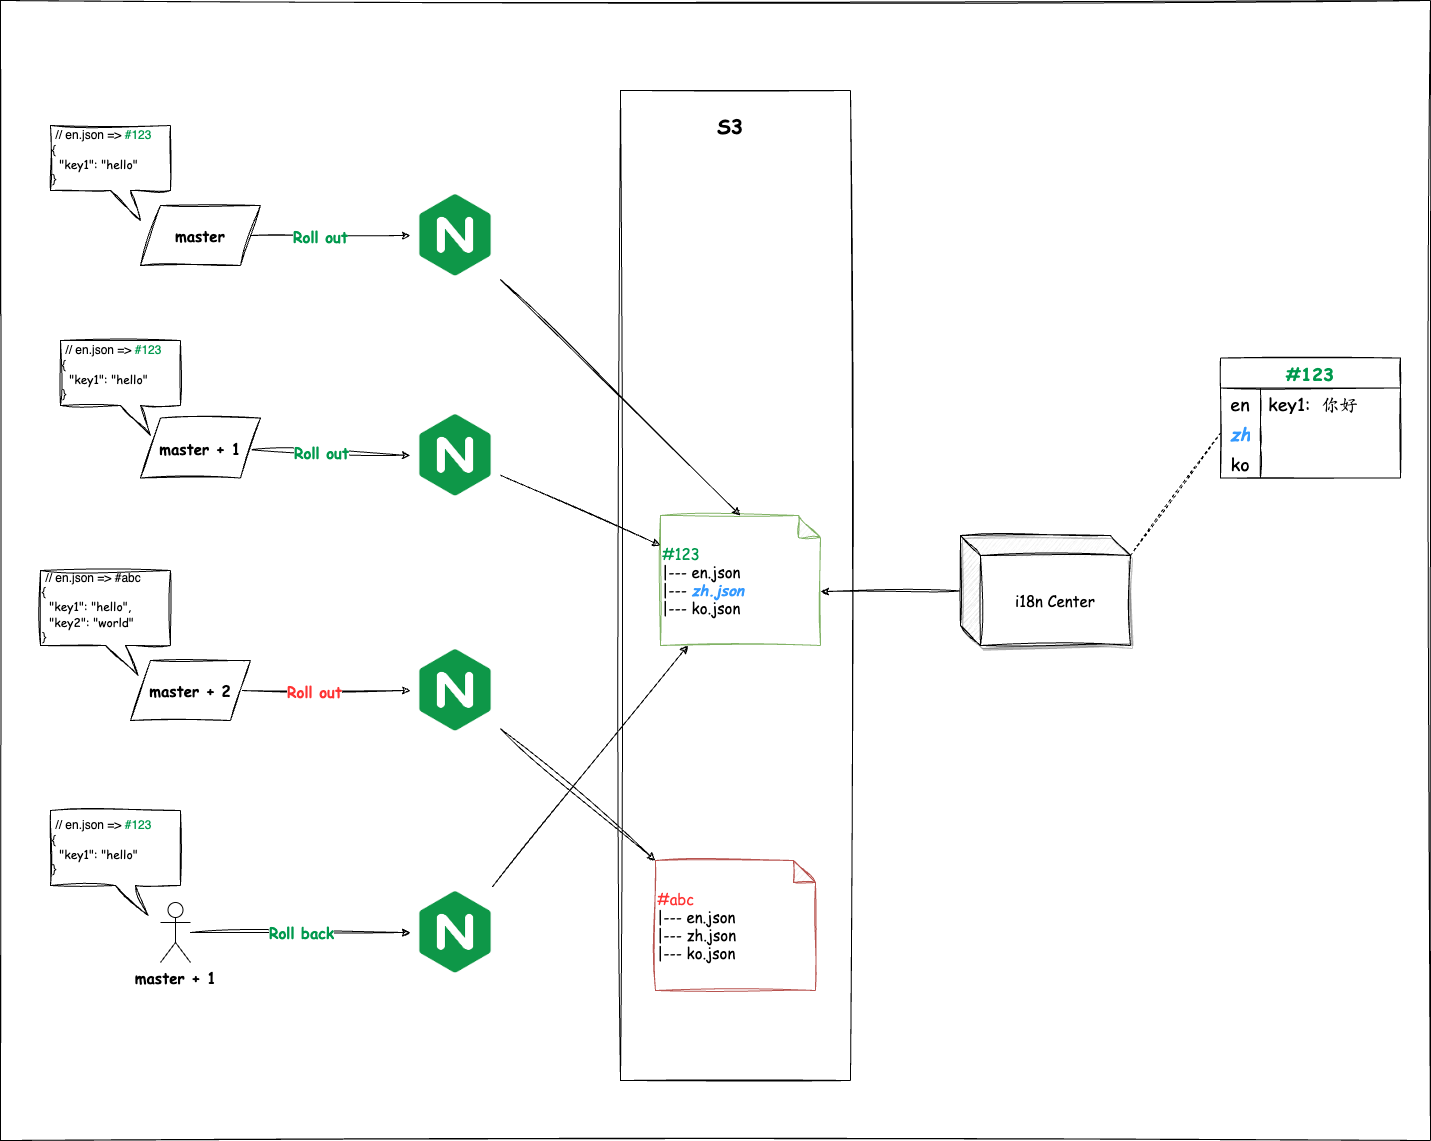 S3
// en.json => #123
{
"key1": "hello"
}
master
Roll out
N
// en.json => #123
{
"key1": "hello"
}
master + 1
Roll out
N
// en.json => #abc
{
"key1": "hello",
"key2": "world"
}
master + 2
Roll out
N
// en.json => #123
{
"key1": "hello"
}
master + 1
Roll back
N
#123
|--- en.json
|--- zh.json
|--- ko.json
#abc
|--- en.json
|--- zh.json
|--- ko.json
i18n Center
#123
en key1: 你好
zh
ko